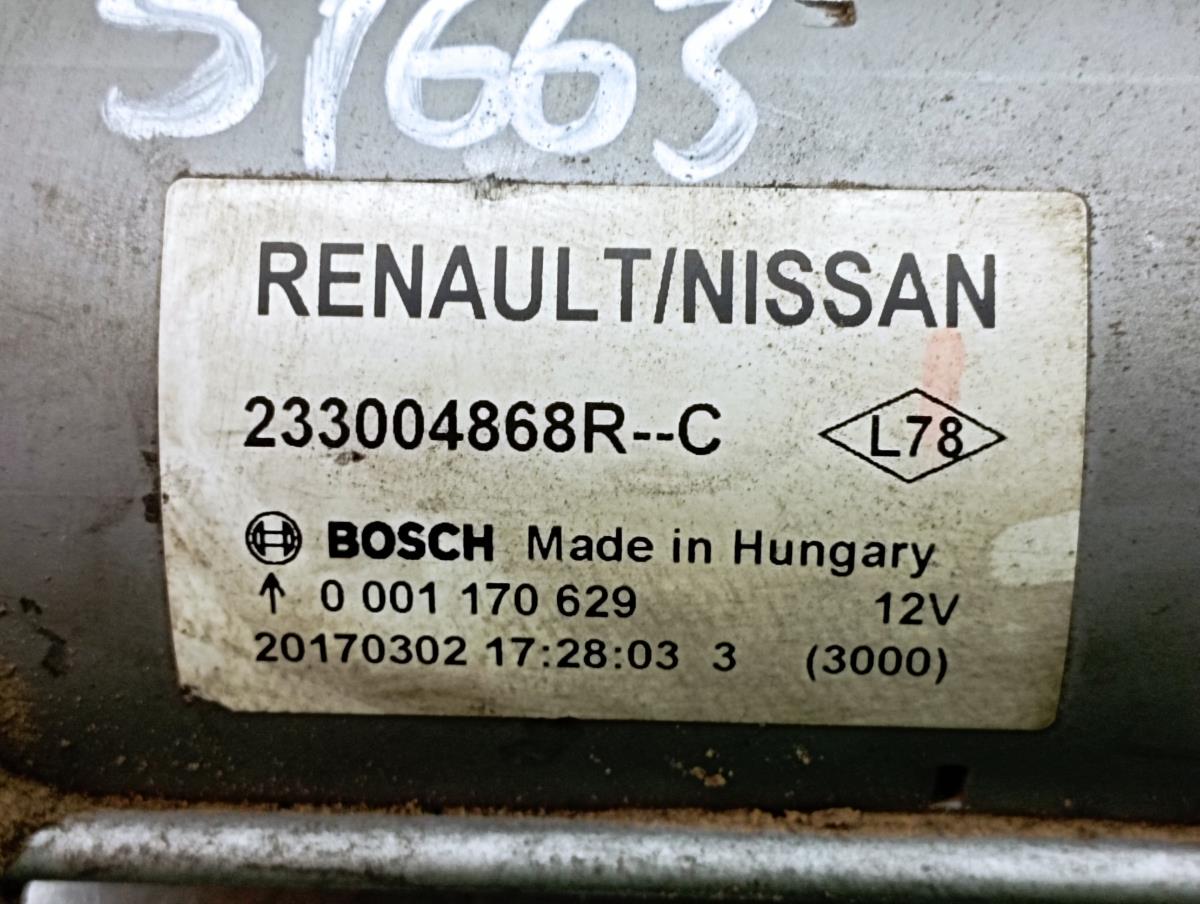 51663
RENAULT/NISSAN
233004868R--C L78
BOSCH Made in Hungary
↑ 0 001 170 629 12V
20170302 17:28:03 3 (3000)